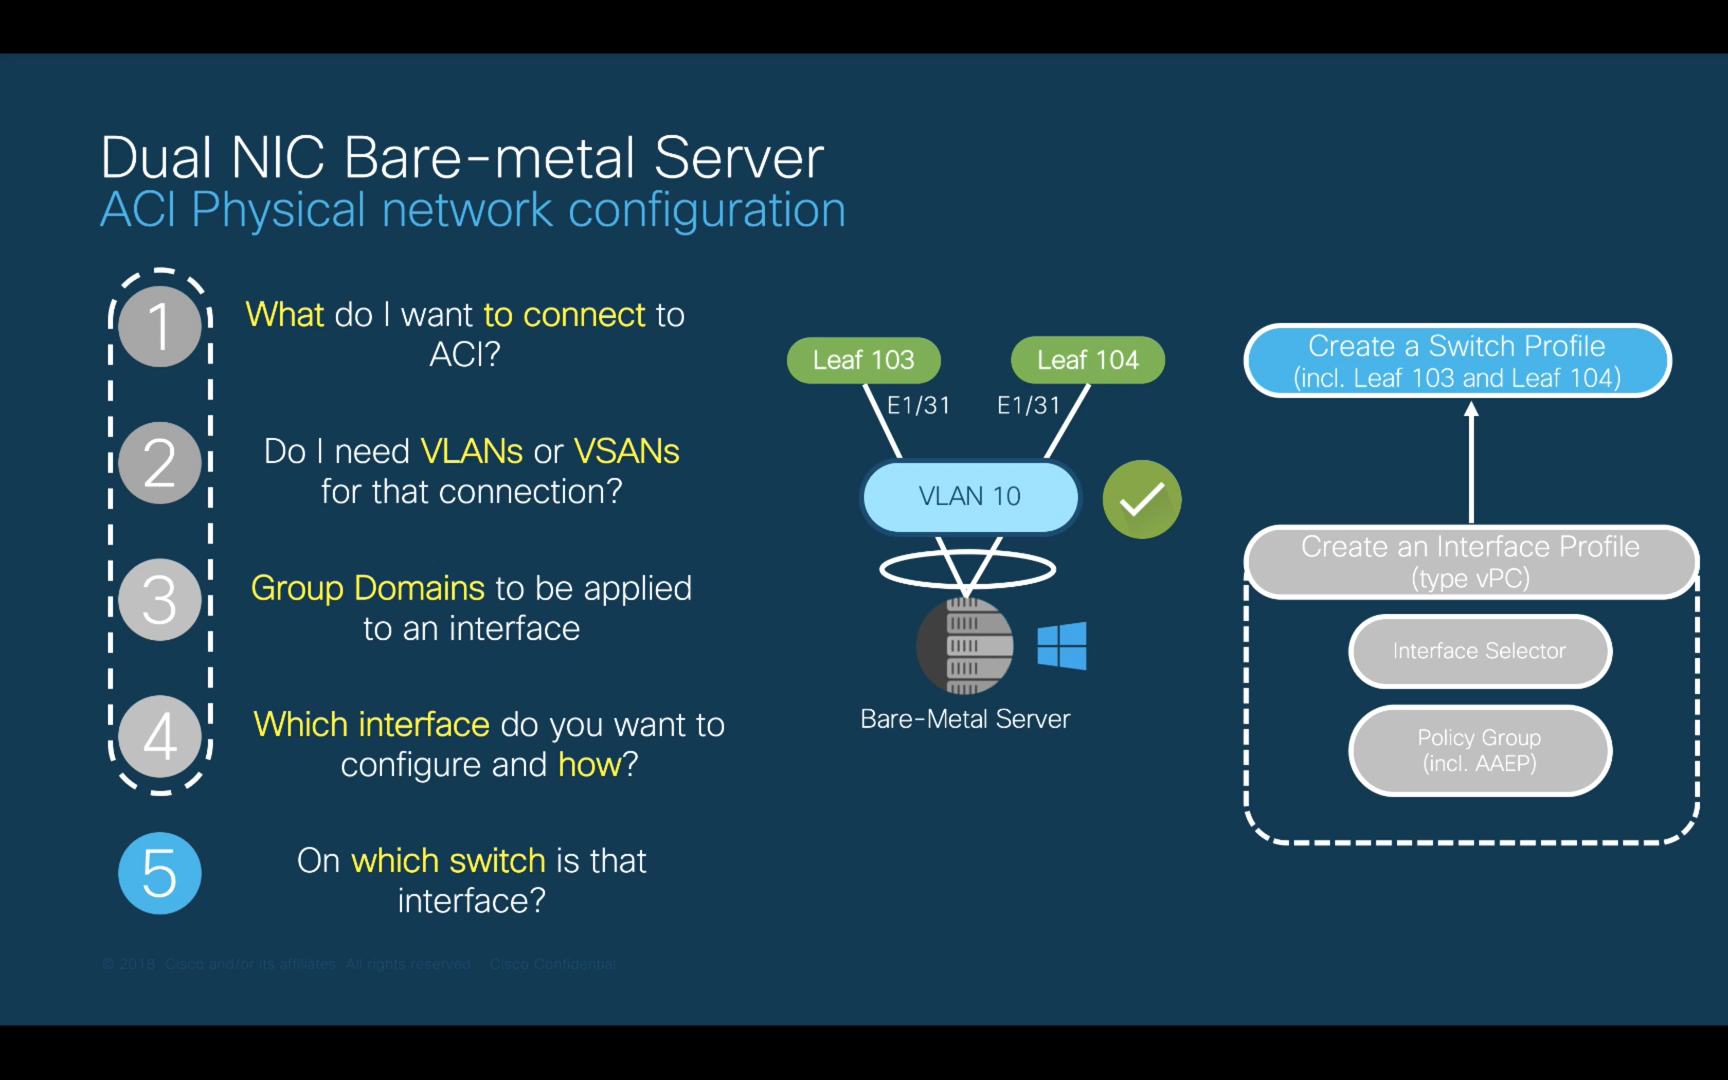 Dual NIC Bare-metal Server
ACI Physical network configuration
1
What do I want to connect to
ACI?
2
Do I need VLANs or VSANs
for that connection?
3
Group Domains to be applied
to an interface
4
Which interface do you want to
configure and how?
5
On which switch is that
interface?
Leaf 103
Leaf 104
E1/31
E1/31
VLAN 10
Bare-Metal Server
Create a Switch Profile
(incl. Leaf 103 and Leaf 104)
Create an Interface Profile
(type vPC)
Interface Selector
Policy Group
(incl. AAEP)
© 2018 Cisco and/or its affiliates. All rights reserved. Cisco Confidential